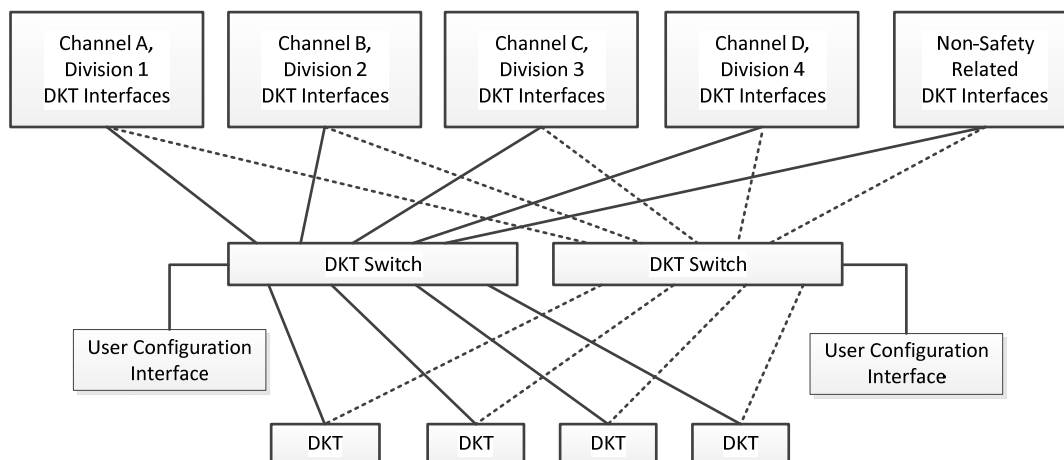 Channel A,
Division 1
DKT Interfaces
Channel B,
Division 2
DKT Interfaces
Channel C,
Division 3
DKT Interfaces
Channel D,
Division 4
DKT Interfaces
Non-Safety
Related
DKT Interfaces
DKT Switch
DKT Switch
User Configuration
Interface
User Configuration
Interface
DKT
DKT
DKT
DKT